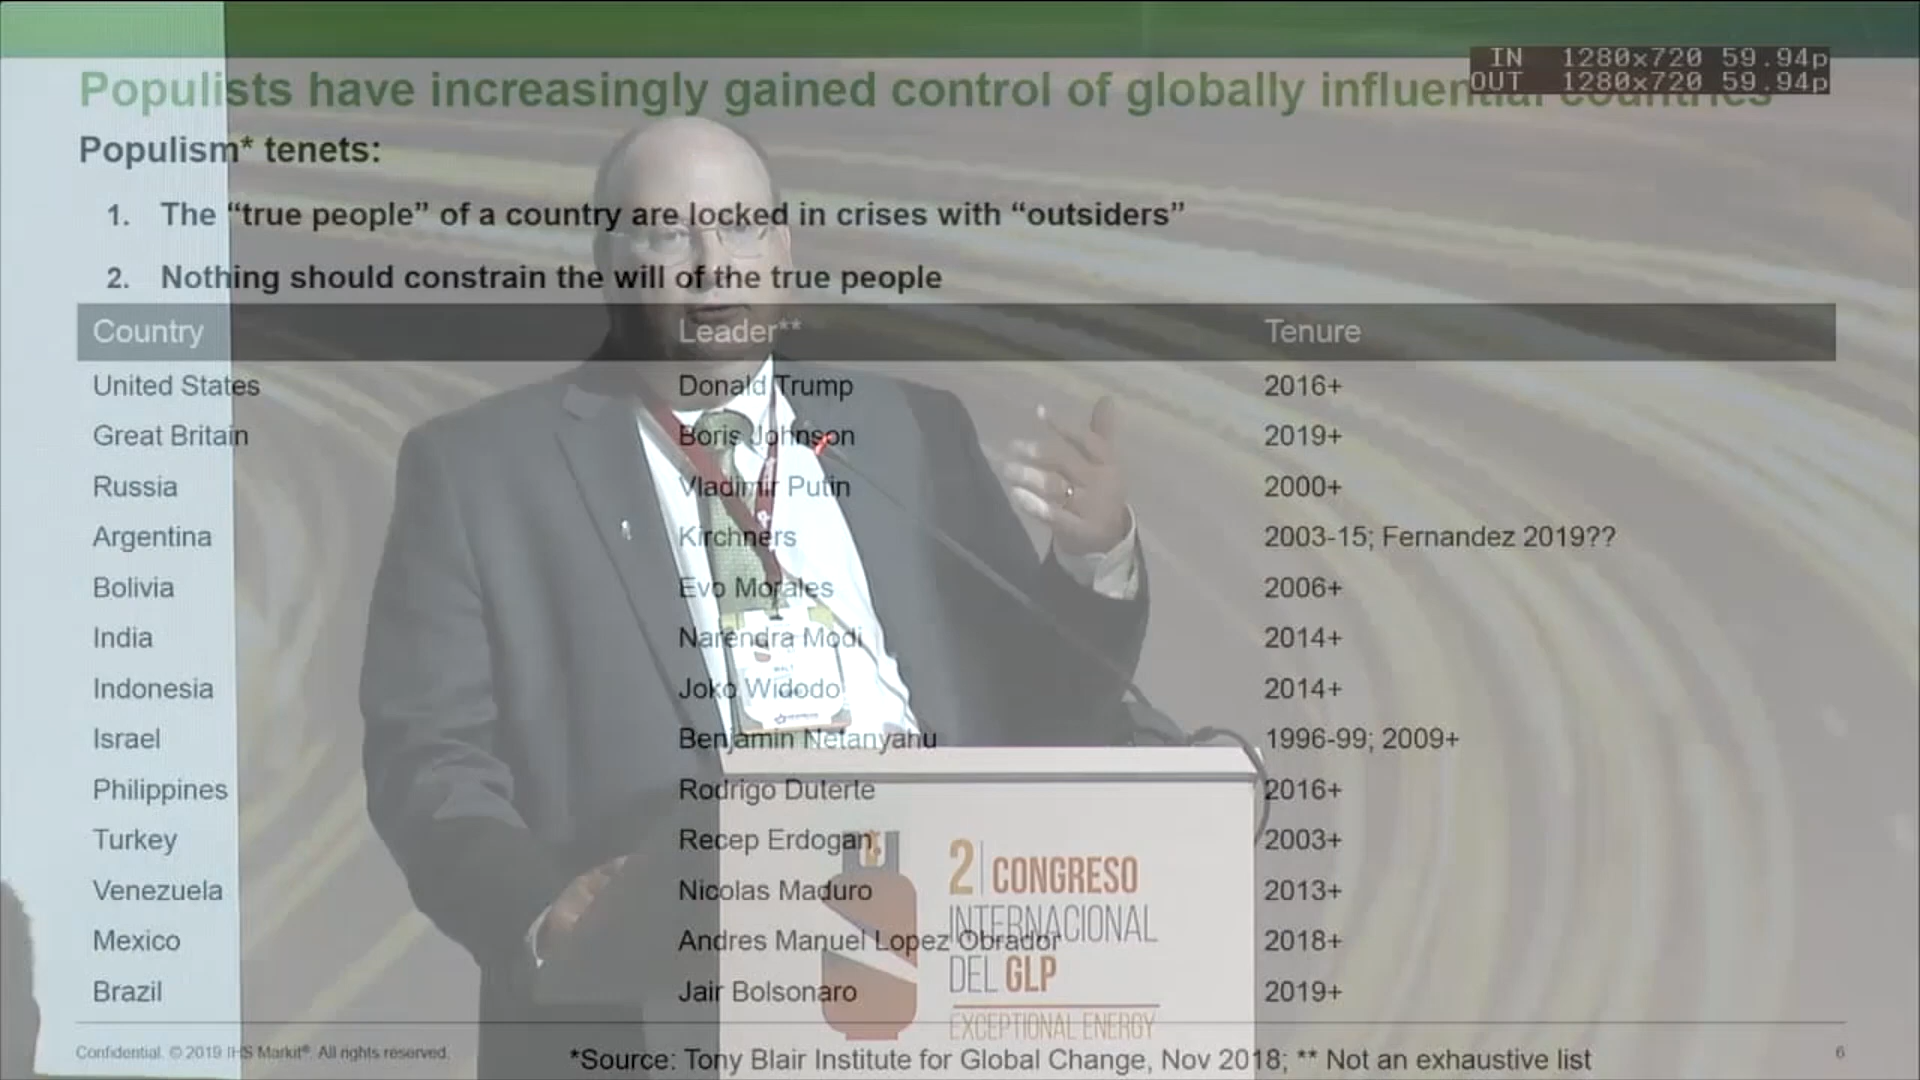 IN 1280x720 59.94p
OUT 1280x720 59.94p
Populists have increasingly gained control of globally influential countries
Populism* tenets:
1. The “true people” of a country are locked in crises with “outsiders”
2. Nothing should constrain the will of the true people
Country Leader** Tenure
United States Donald Trump 2016+
Great Britain Boris Johnson 2019+
Russia Vladimir Putin 2000+
Argentina Kirchners 2003-15; Fernandez 2019??
Bolivia Evo Morales 2006+
India Narendra Modi 2014+
Indonesia Joko Widodo 2014+
Israel Benjamin Netanyahu 1996-99; 2009+
Philippines Rodrigo Duterte 2016+
Turkey Recep Erdogan 2003+
Venezuela Nicolas Maduro 2013+
Mexico Andres Manuel Lopez Obrador 2018+
Brazil Jair Bolsonaro 2019+
2 CONGRESO
INTERNACIONAL
DEL GLP
EXCEPTIONAL ENERGY
Confidential. © 2019 IHS Markit®. All rights reserved.
*Source: Tony Blair Institute for Global Change, Nov 2018; ** Not an exhaustive list
6